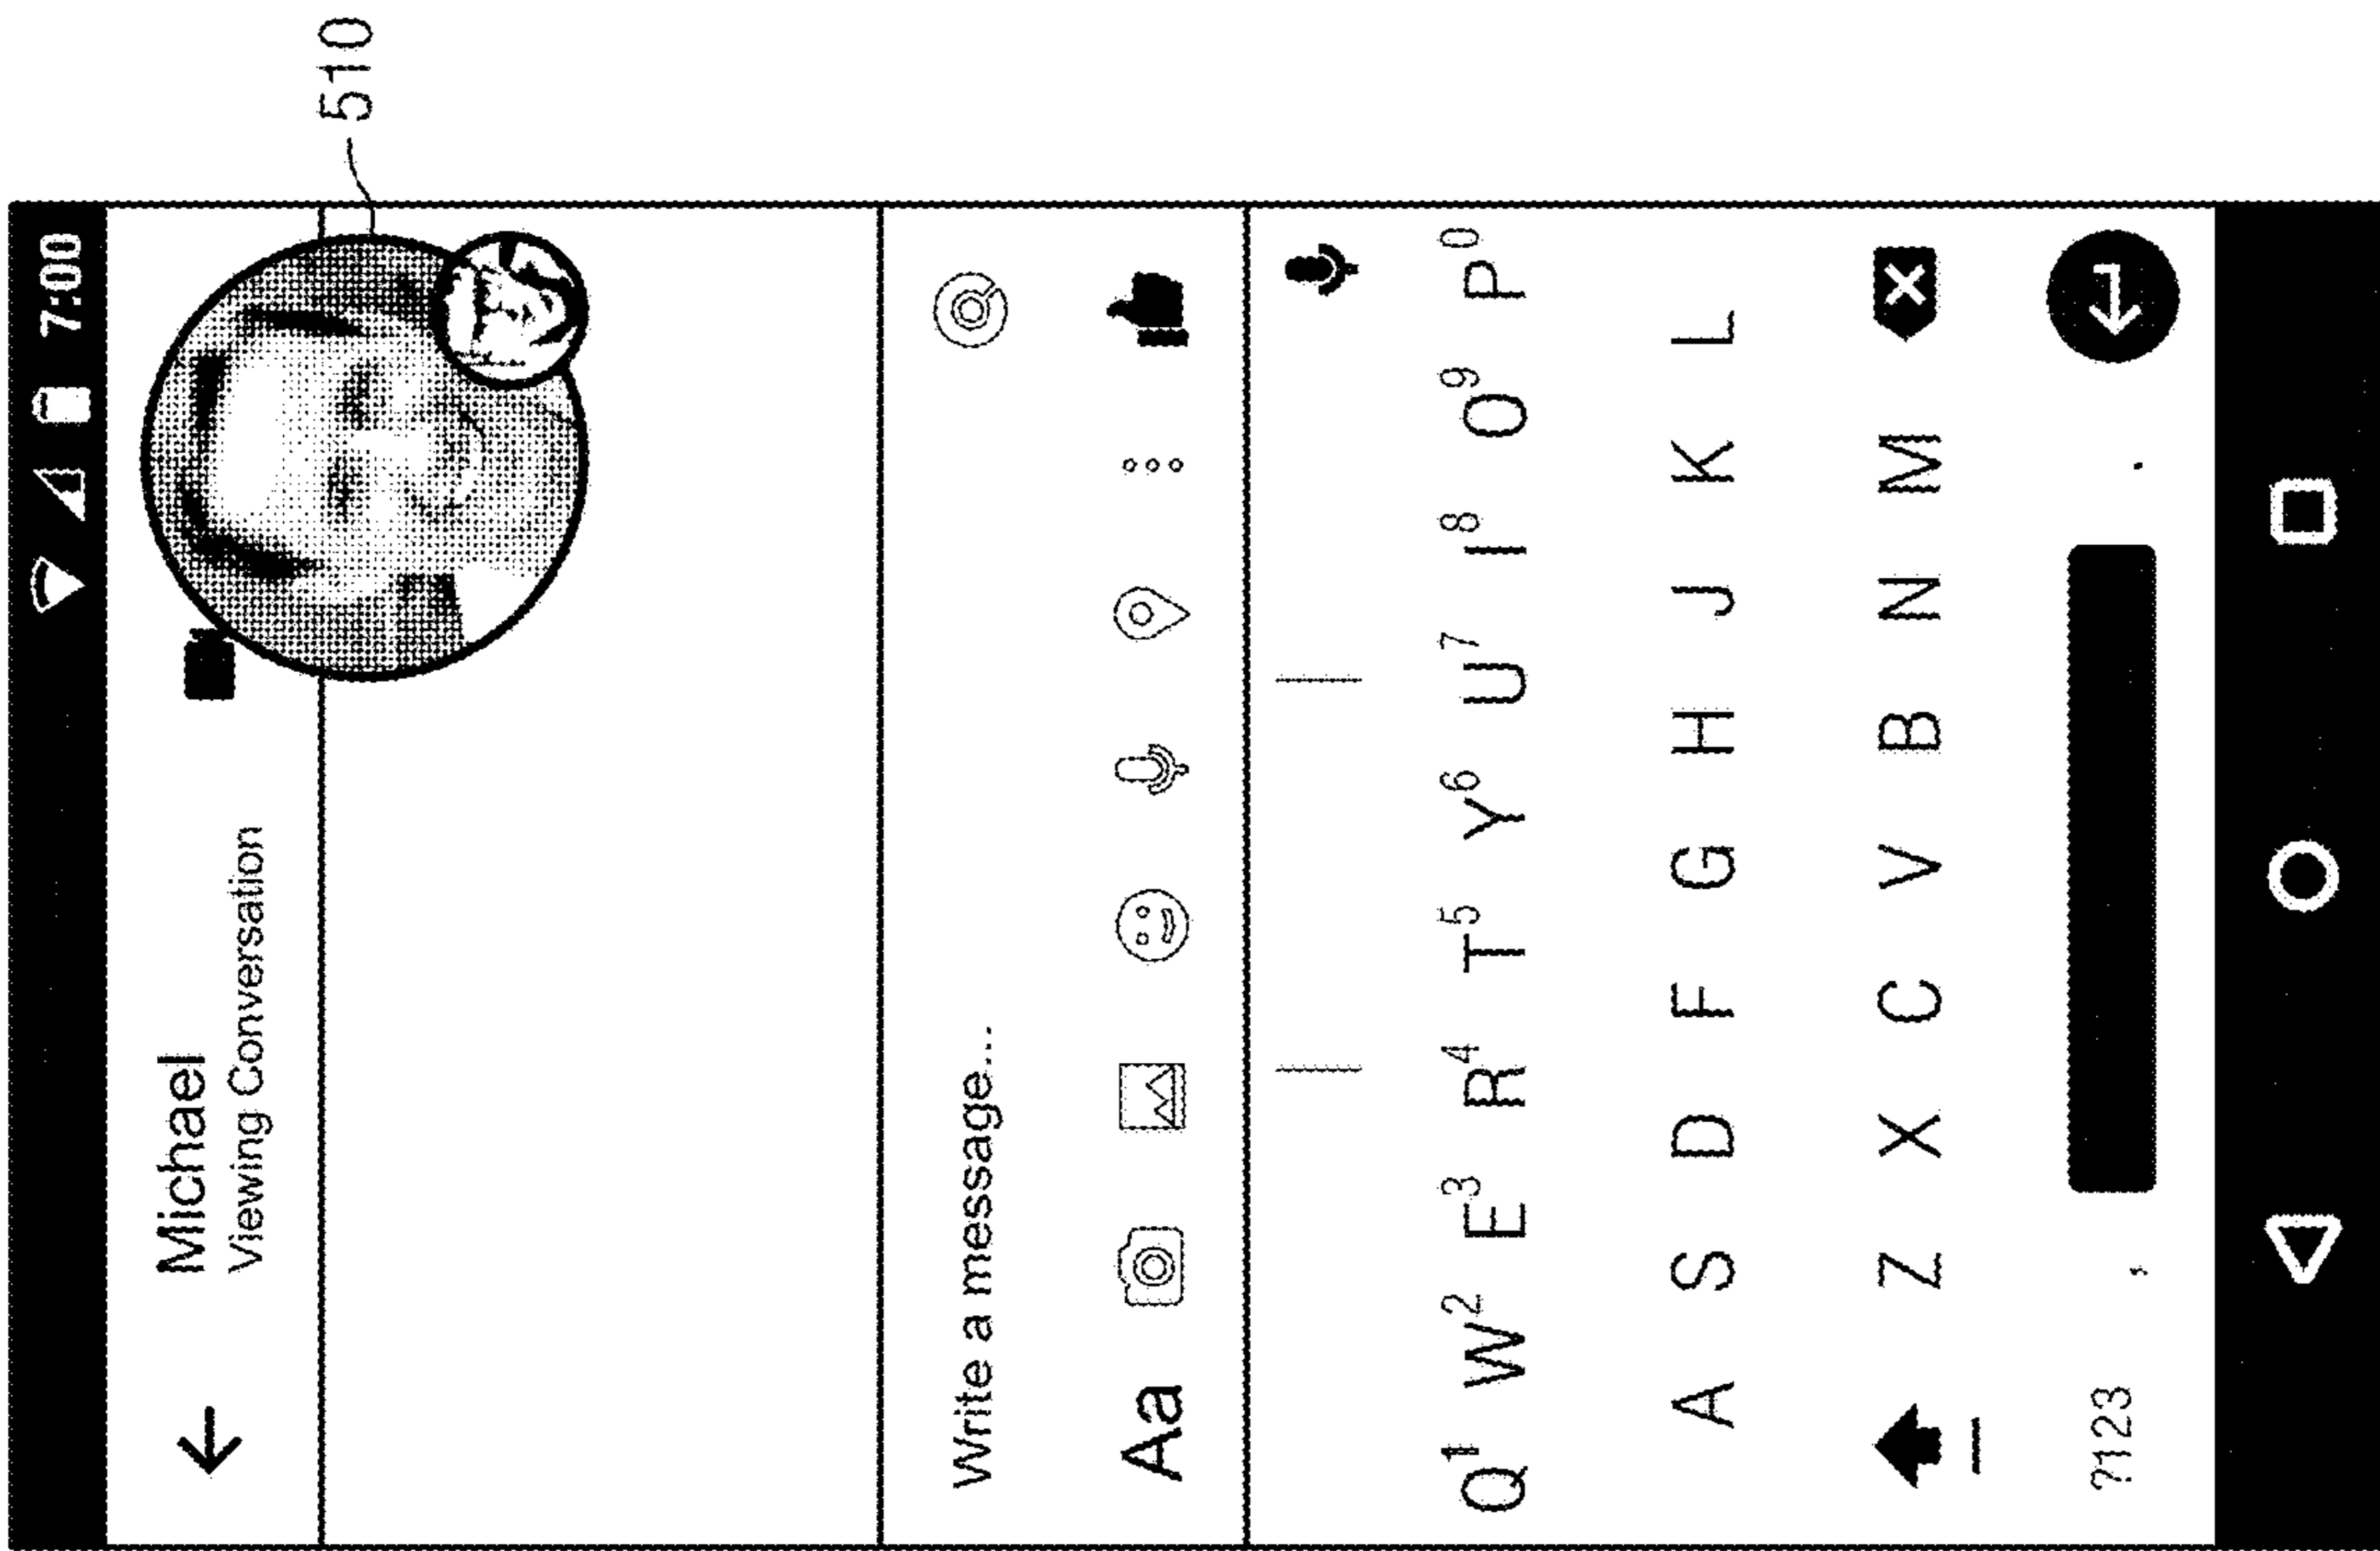 7:00
510
Michael
Viewing Conversation
Write a message...
Aa
Q1 W2 E3 R4 T5 Y6 U7 I8 O9 P0
A S D F G H J K L
Z X C V B N M
?123 , .